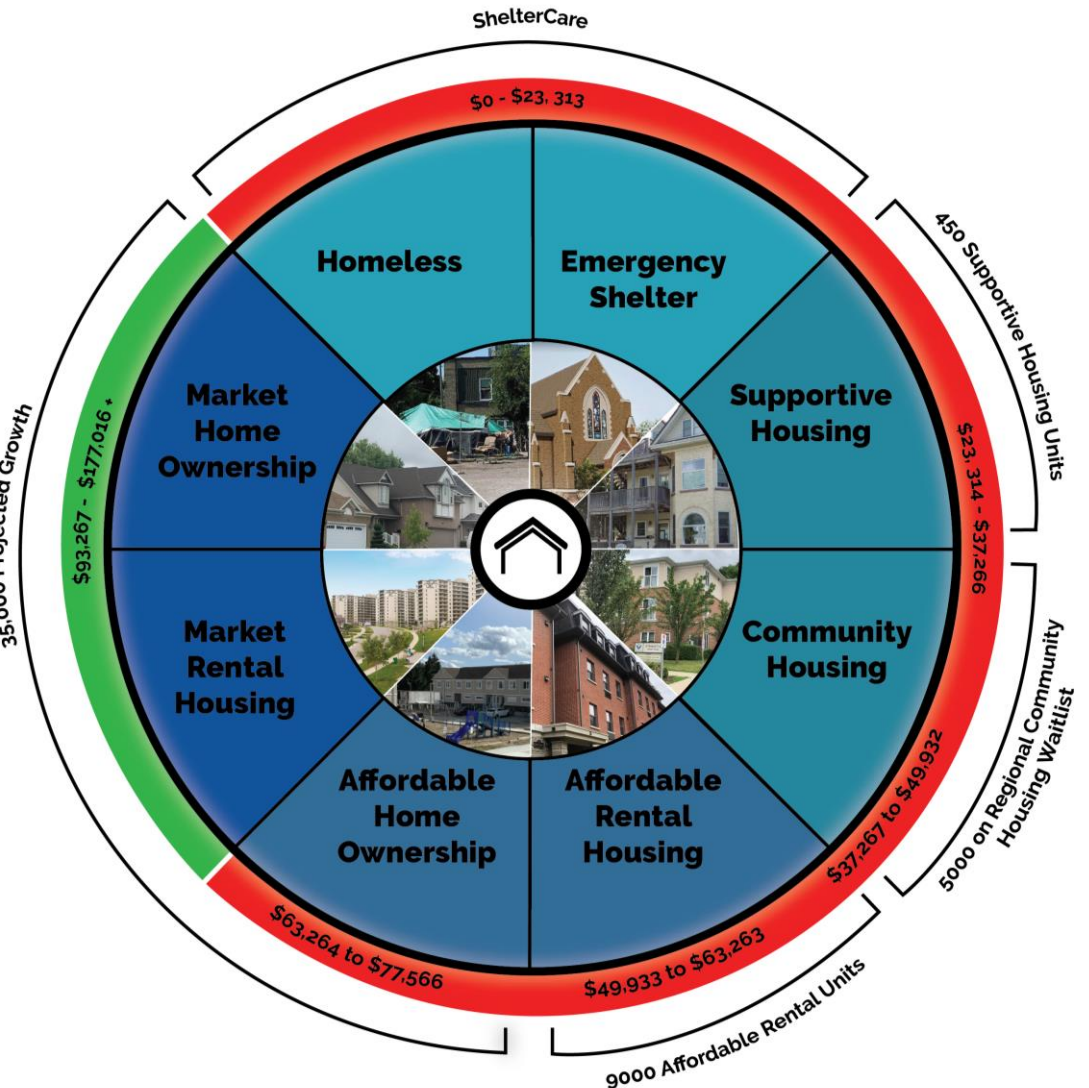 ShelterCare
$0 - $23, 313
Homeless
Emergency
Shelter
450 Supportive Housing Units
Supportive
Housing
$23, 314 - $37,266
Community
Housing
$37,267 to $49,932
5000 on Regional Community
Housing Waitlist
Affordable
Rental
Housing
$49,933 to $63,263
9000 Affordable Rental Units
Affordable
Home
Ownership
$63,264 to $77,566
Market
Rental
Housing
Market
Home
Ownership
$93,267 - $177,016 +
35,000 Projected Growth